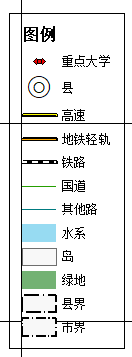 图例
重点大学
县
高速
地铁轻轨
铁路
国道
其他路
水系
岛
绿地
县界
市界